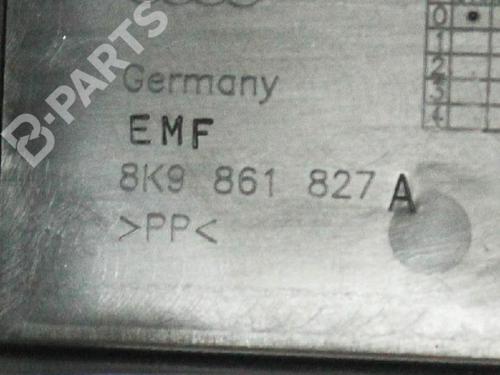 B-PARTS
Germany
EMF
8K9 861 827 A
>PP<
0
1
2
3
4